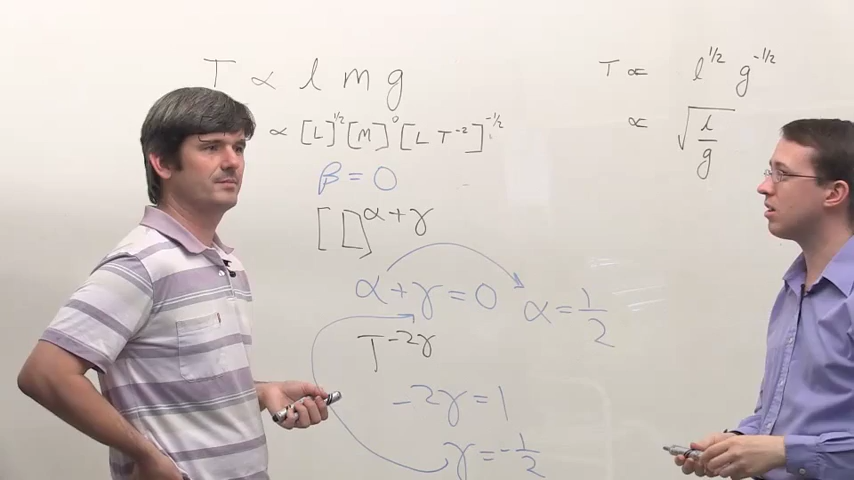 T ∝ l m g
∝ [L]^1/2 [M]^0 [L T^-2]^-1/2
β = 0
[L]^α+γ
α+γ=0
α=1/2
T^-2γ
-2γ=1
γ=-1/2
T ∝ l^1/2 g^-1/2
∝ √(l/g)